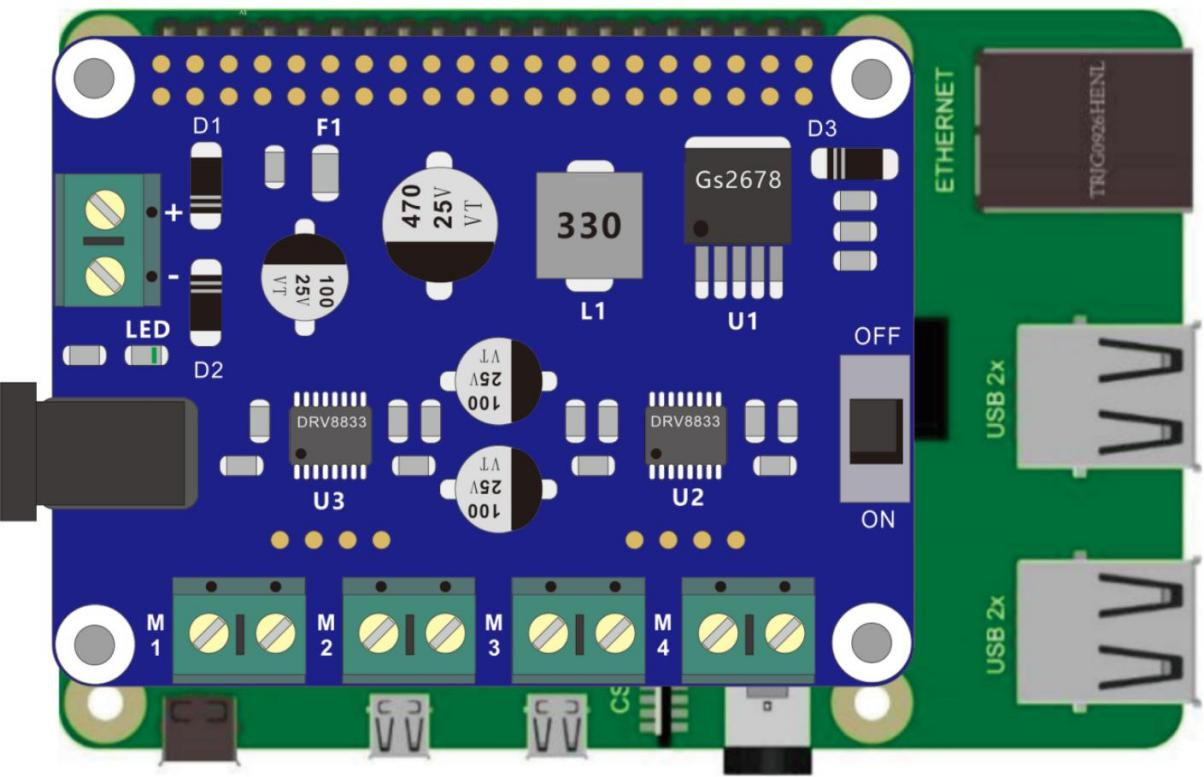 D1
F1
D3
ETHERNET
TRJG0926HENL
470
25V
VT
Gs2678
330
+
-
100
25V
VT
L1
U1
LED
D2
OFF
VT
25V
100
USB 2x
DRV8833
DRV8833
VT
25V
100
U3
U2
ON
M
1
M
2
M
3
M
4
CS
USB 2x